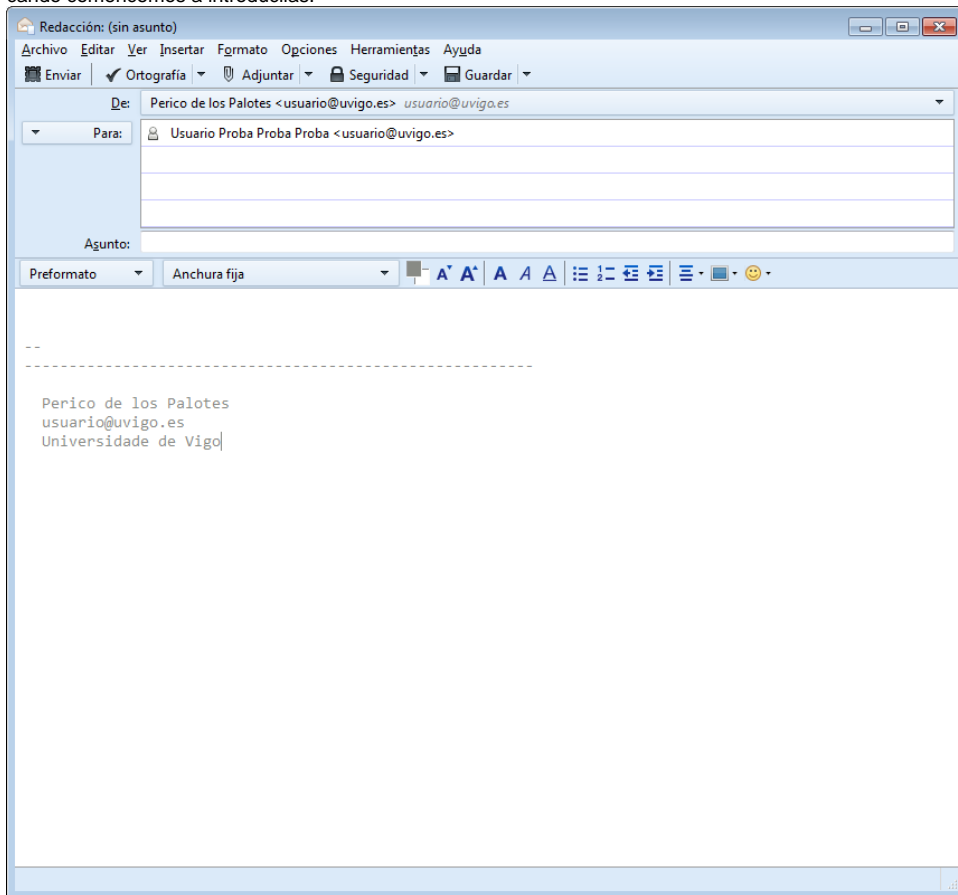 cando comencemos a introducilas.
Redacción: (sin asunto)
Archivo Editar Ver Insertar Formato Opciones Herramientas Ayuda
Enviar Ortografía Adjuntar Seguridad Guardar
De: Perico de los Palotes <usuario@uvigo.es> usuario@uvigo.es
Para: Usuario Proba Proba Proba <usuario@uvigo.es>
Asunto:
Preformato Anchura fija
--
----------------------------------------------------------
Perico de los Palotes
usuario@uvigo.es
Universidade de Vigo